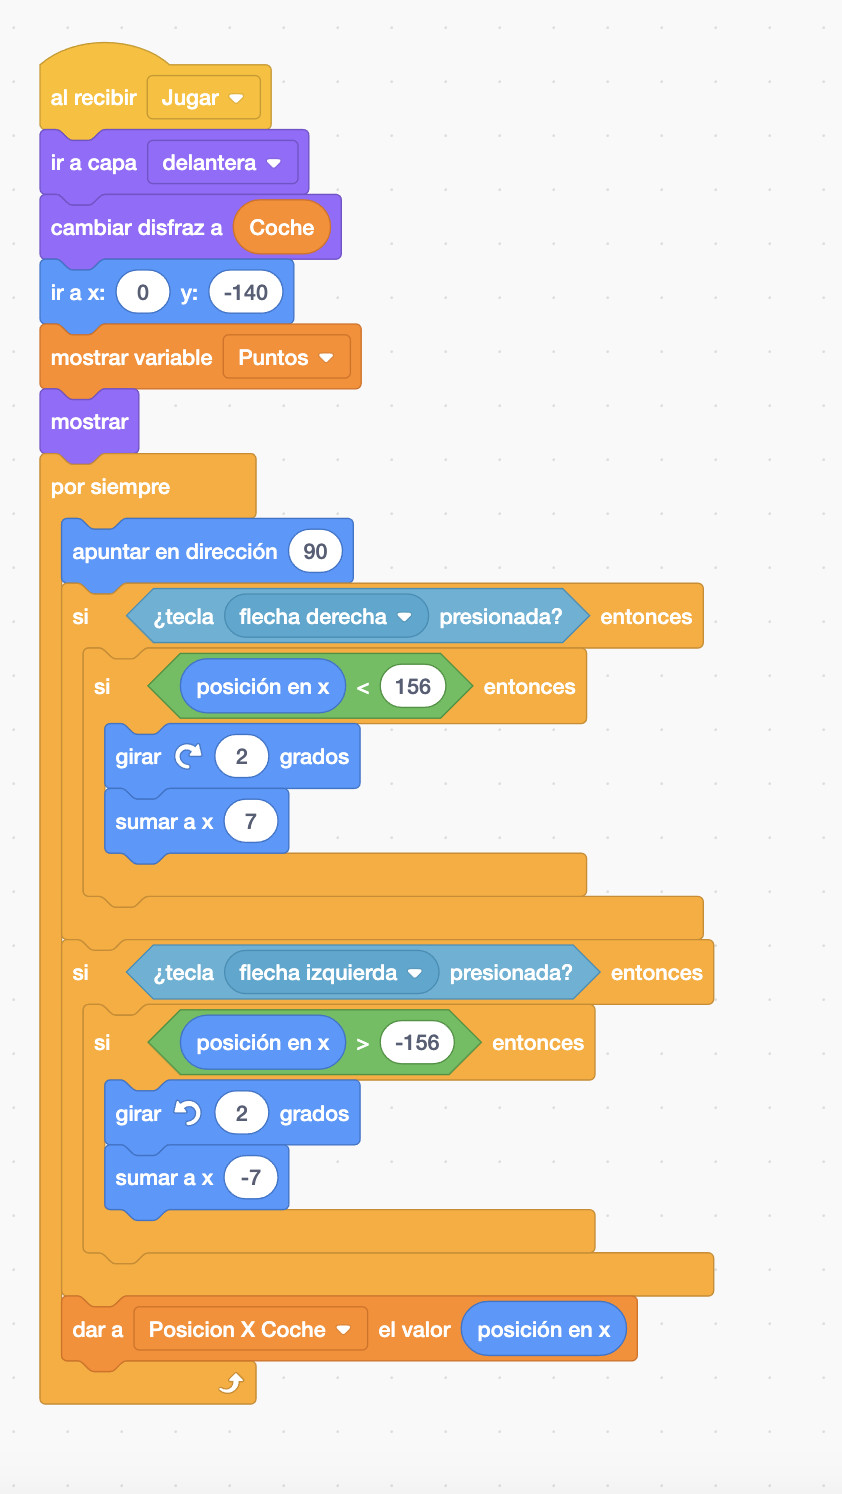 al recibir Jugar
ir a capa delantera
cambiar disfraz a Coche
ir a x: 0 y: -140
mostrar variable Puntos
mostrar
por siempre
apuntar en dirección 90
si ¿tecla flecha derecha presionada? entonces
si posición en x < 156 entonces
girar 2 grados
sumar a x 7
si ¿tecla flecha izquierda presionada? entonces
si posición en x > -156 entonces
girar 2 grados
sumar a x -7
dar a Posicion X Coche el valor posición en x